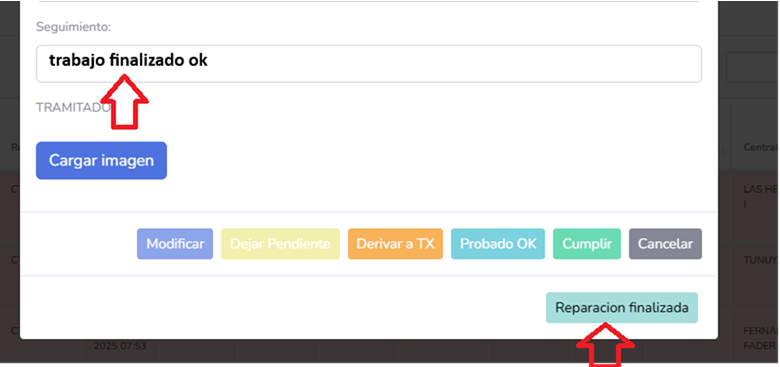 Seguimiento:
trabajo finalizado ok
TRAMITADO
Cargar imagen
Central
LAS HE
I
Modificar Dejar Pendiente Derivar a TX Probado OK Cumplir Cancelar
TUNUY
Reparacion finalizada
2025 07:53
FERNA
FADER